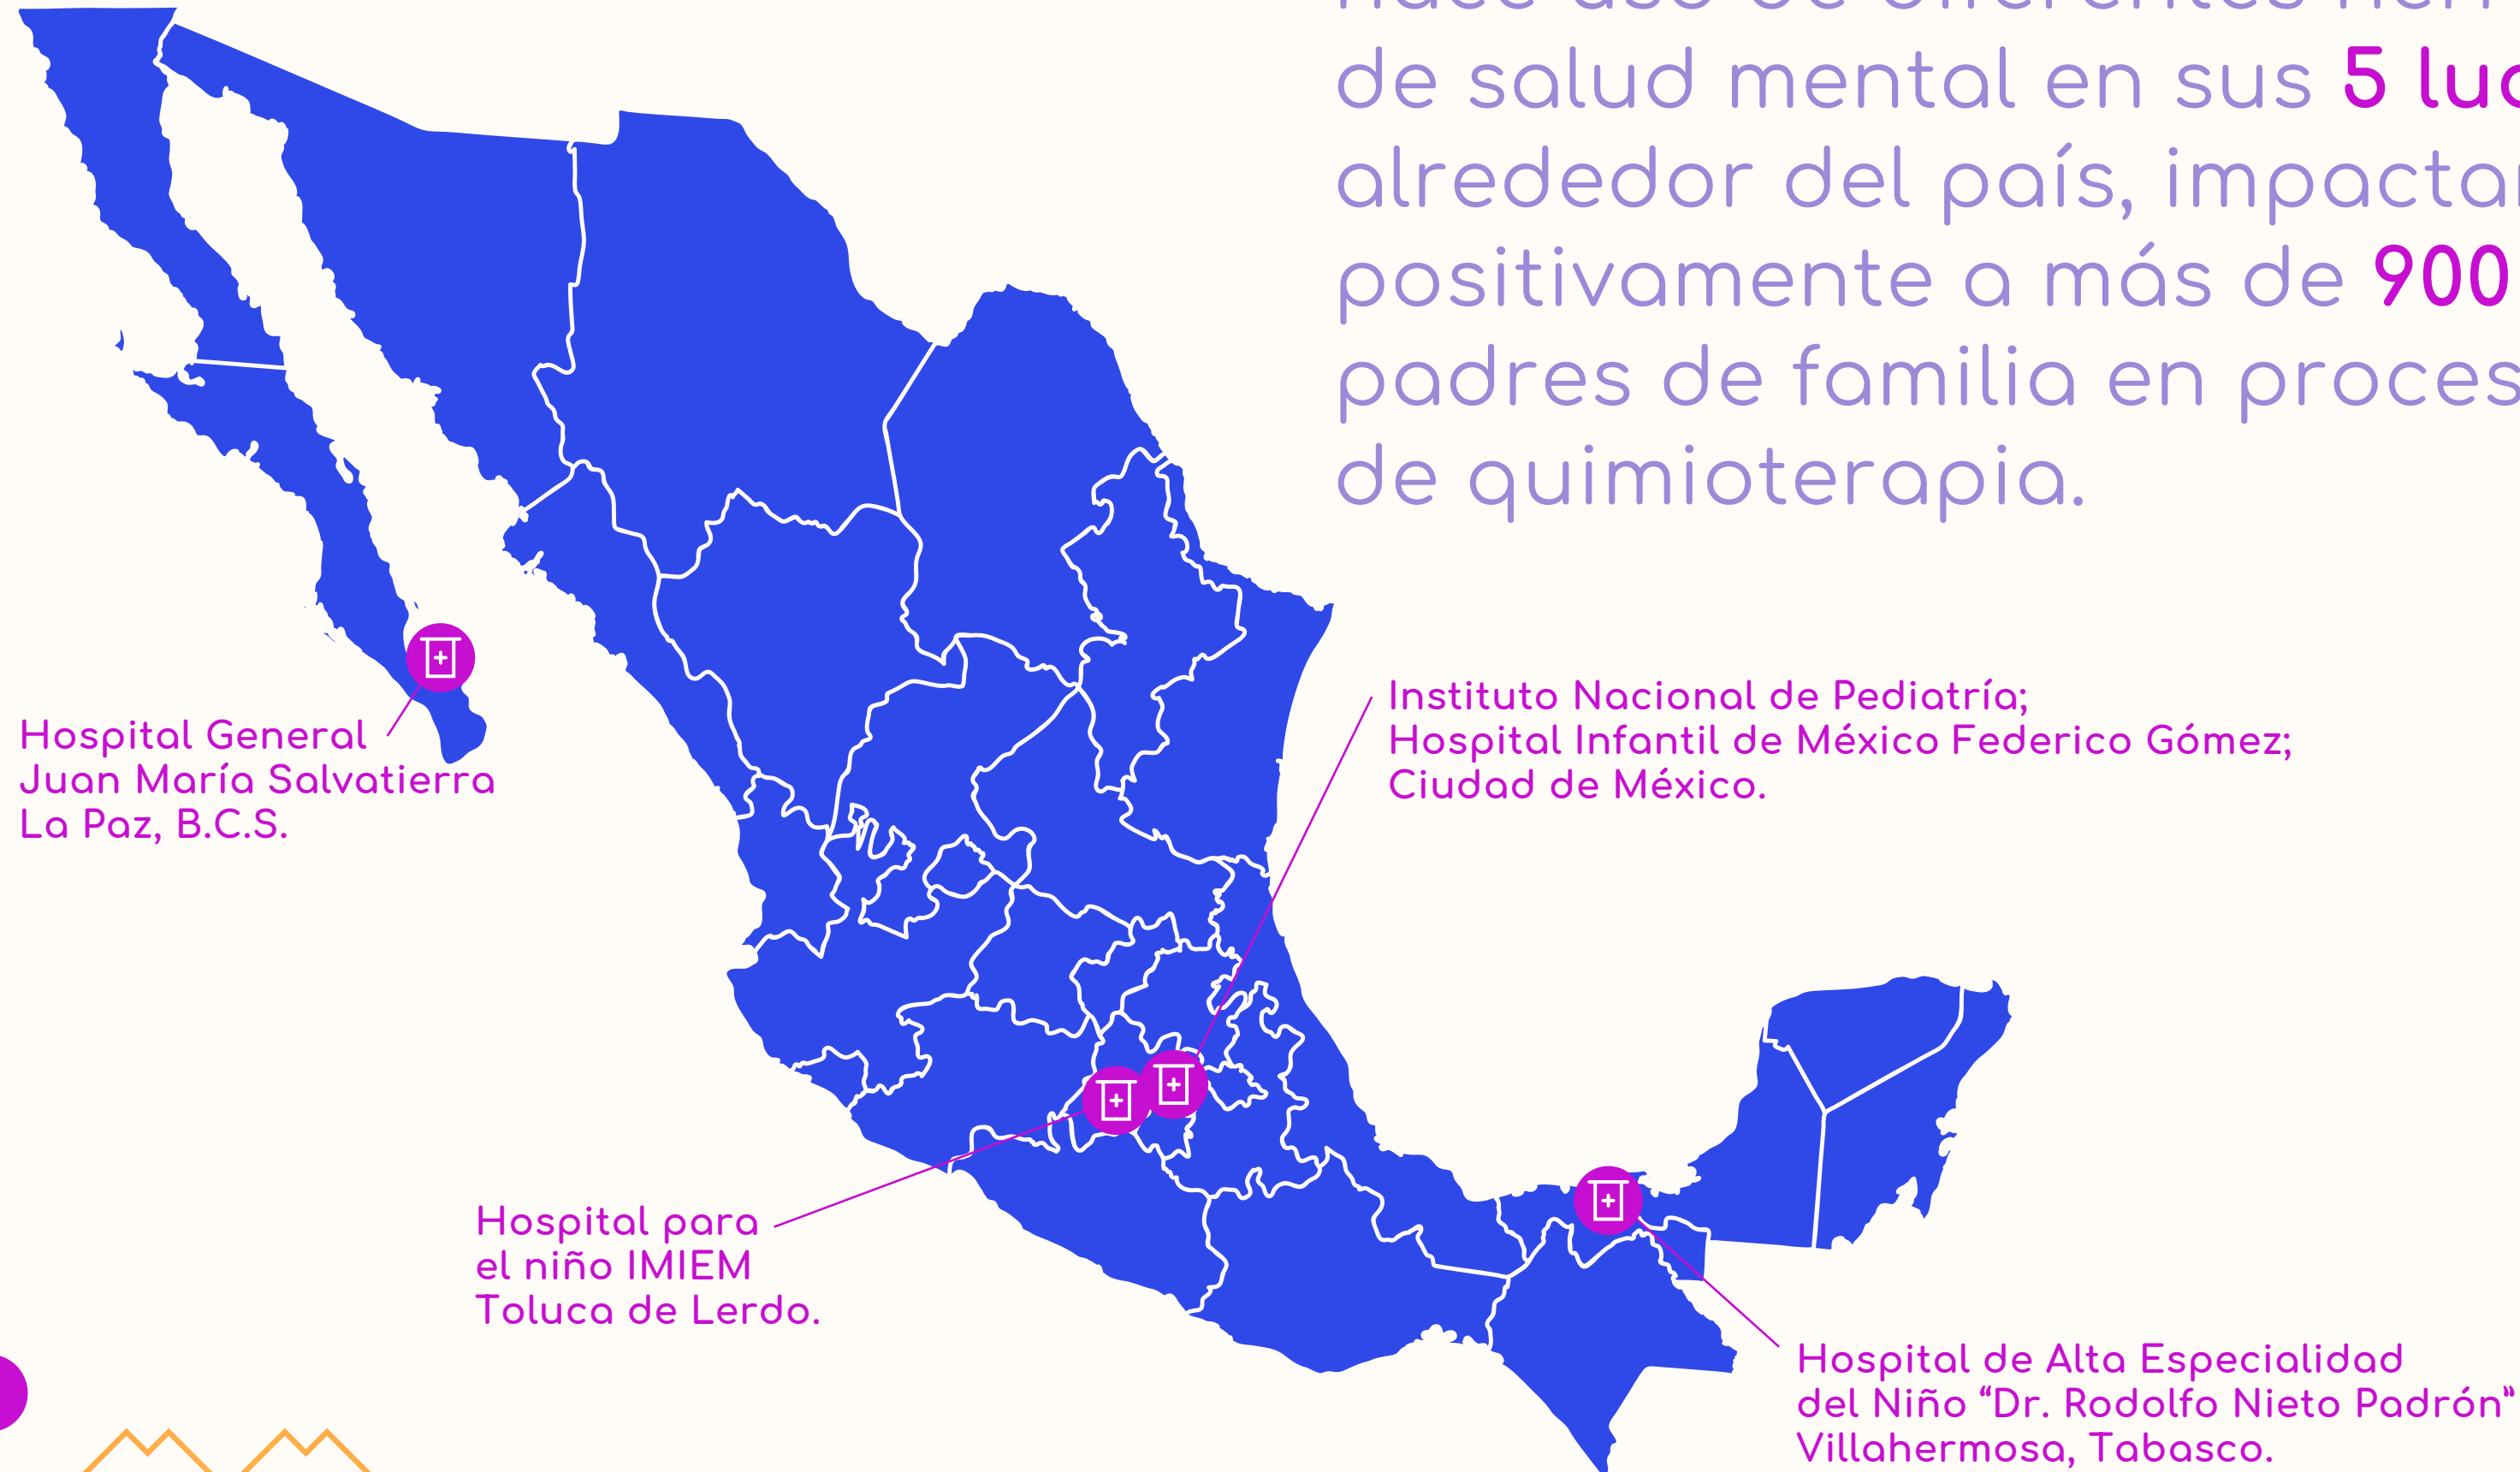 de salud mental en sus 5
alrededor del país,
positivamente a más de 900
padres de familia en
de quimioterapia.
Instituto Nacional de Pediatría;
Hospital Infantil de México Federico Gómez;
Ciudad de México.
Hospital General
Juan María Salvatierra
La Paz, B.C.S.
Hospital para
el niño IMIEM
Toluca de Lerdo.
Hospital de Alta Especialidad
del Niño “Dr. Rodolfo Nieto Padrón”
Villahermosa, Tabasco.